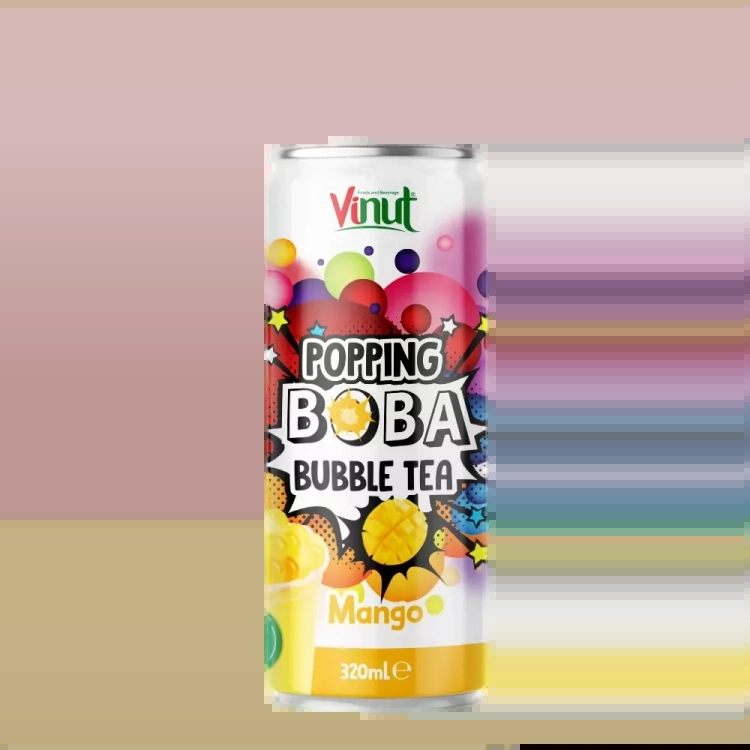 Vinut
Foods and Beverage
POPPING
BOBA
BUBBLE TEA
Mango
320ml e